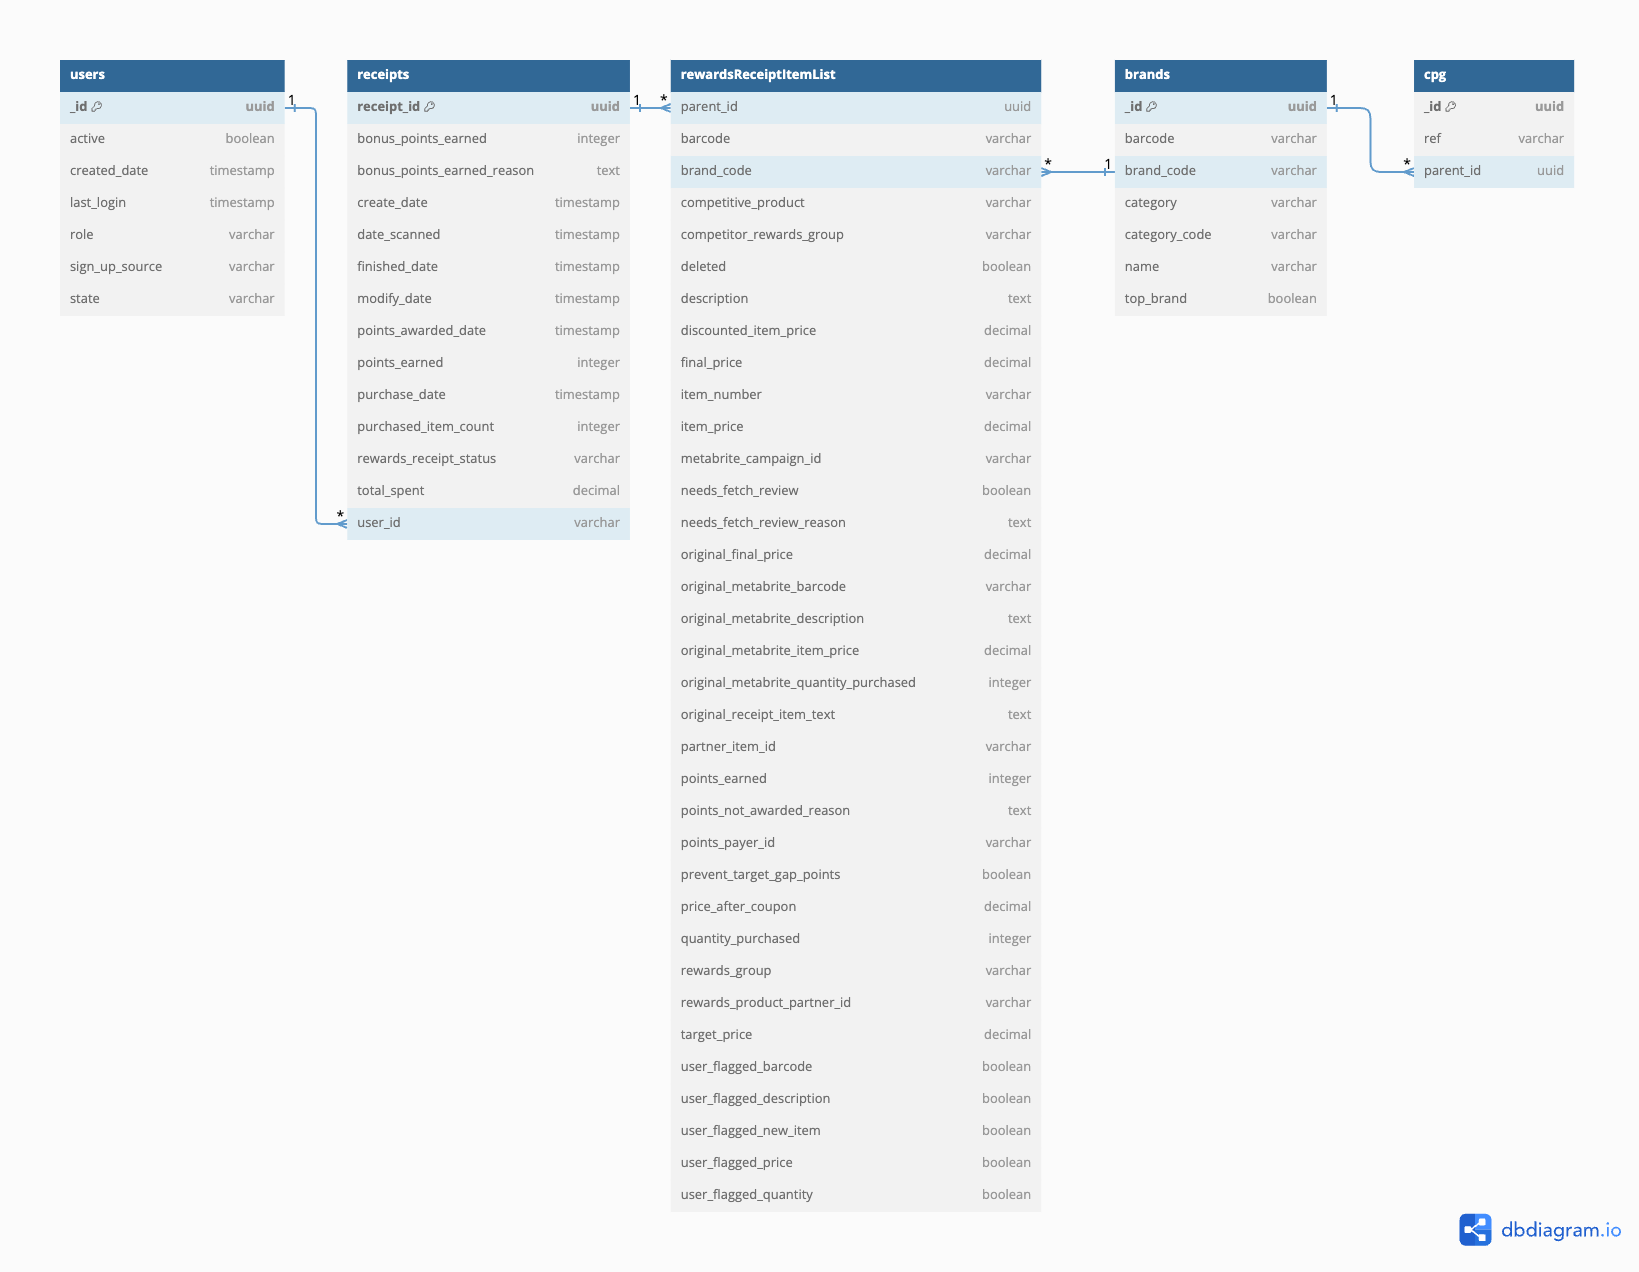 users
_id uuid
active boolean
created_date timestamp
last_login timestamp
role varchar
sign_up_source varchar
state varchar
1
*
receipts
receipt_id uuid
bonus_points_earned integer
bonus_points_earned_reason text
create_date timestamp
date_scanned timestamp
finished_date timestamp
modify_date timestamp
points_awarded_date timestamp
points_earned integer
purchase_date timestamp
purchased_item_count integer
rewards_receipt_status varchar
total_spent decimal
user_id varchar
1
*
rewardsReceiptItemList
parent_id uuid
barcode varchar
brand_code varchar
competitive_product varchar
competitor_rewards_group varchar
deleted boolean
description text
discounted_item_price decimal
final_price decimal
item_number varchar
item_price decimal
metabrite_campaign_id varchar
needs_fetch_review boolean
needs_fetch_review_reason text
original_final_price decimal
original_metabrite_barcode varchar
original_metabrite_description text
original_metabrite_item_price decimal
original_metabrite_quantity_purchased integer
original_receipt_item_text text
partner_item_id varchar
points_earned integer
points_not_awarded_reason text
points_payer_id varchar
prevent_target_gap_points boolean
price_after_coupon decimal
quantity_purchased integer
rewards_group varchar
rewards_product_partner_id varchar
target_price decimal
user_flagged_barcode boolean
user_flagged_description boolean
user_flagged_new_item boolean
user_flagged_price boolean
user_flagged_quantity boolean
*
1
brands
_id uuid
barcode varchar
brand_code varchar
category varchar
category_code varchar
name varchar
top_brand boolean
1
*
cpg
_id uuid
ref varchar
parent_id uuid
dbdiagram.io